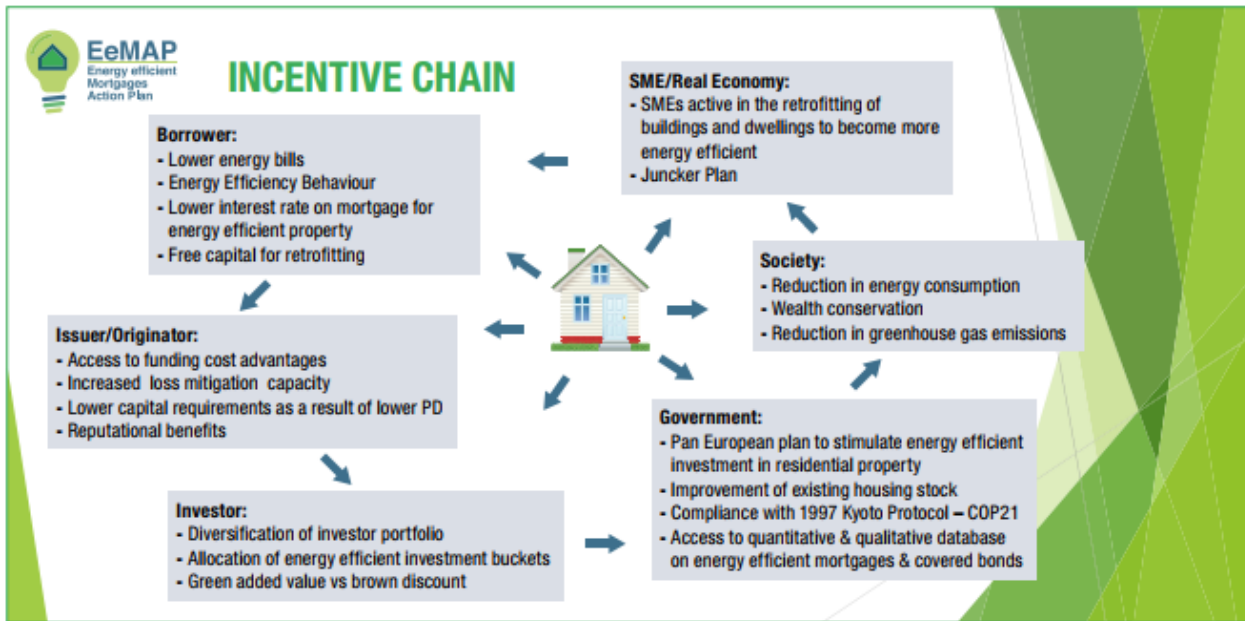 EeMAP
Energy efficient
Mortgages
Action Plan
INCENTIVE CHAIN
Borrower:
- Lower energy bills
- Energy Efficiency Behaviour
- Lower interest rate on mortgage for
energy efficient property
- Free capital for retrofitting
SME/Real Economy:
- SMEs active in the retrofitting of
buildings and dwellings to become more
energy efficient
- Juncker Plan
Society:
- Reduction in energy consumption
- Wealth conservation
- Reduction in greenhouse gas emissions
Issuer/Originator:
- Access to funding cost advantages
- Increased loss mitigation capacity
- Lower capital requirements as a result of lower PD
- Reputational benefits
Government:
- Pan European plan to stimulate energy efficient
investment in residential property
- Improvement of existing housing stock
- Compliance with 1997 Kyoto Protocol – COP21
- Access to quantitative & qualitative database
on energy efficient mortgages & covered bonds
Investor:
- Diversification of investor portfolio
- Allocation of energy efficient investment buckets
- Green added value vs brown discount